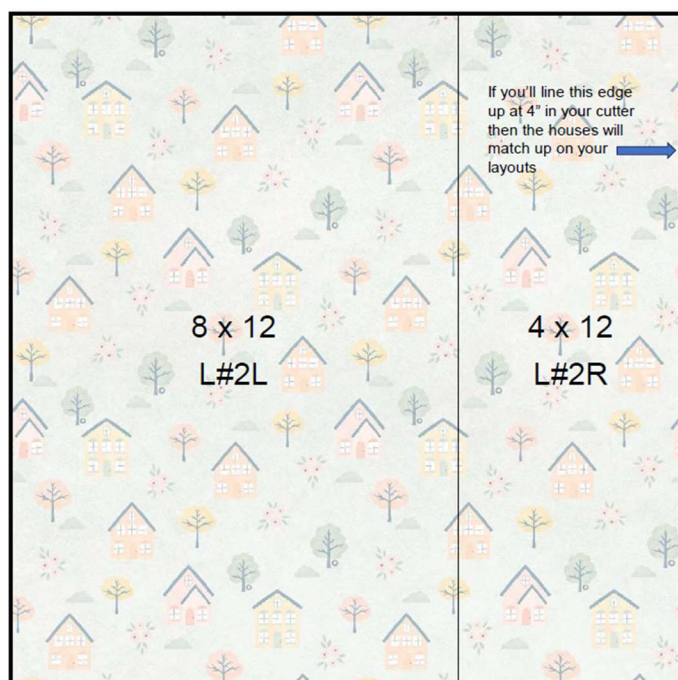 If you'll line this edge
up at 4" in your cutter
then the houses will
match up on your
layouts
8 x 12
L#2L
4 x 12
L#2R